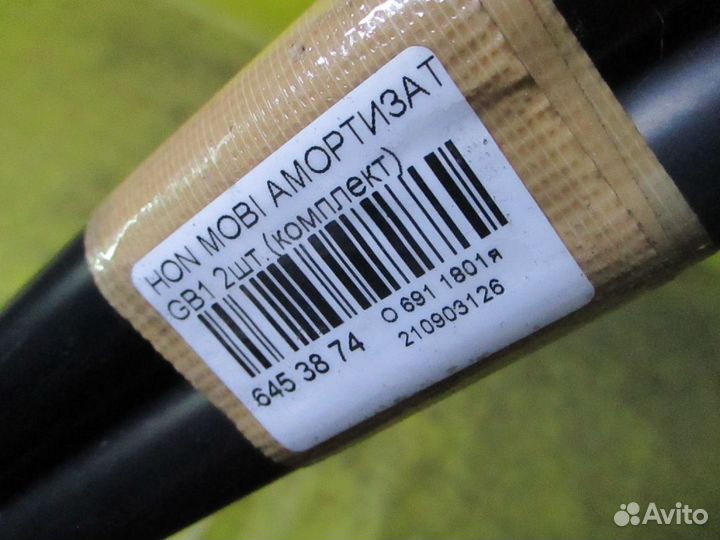 HON MOBI АМОРТИЗАТ
GB1 2шт.(комплект)
645 38 74
О 691 1801я
210903126
Avito